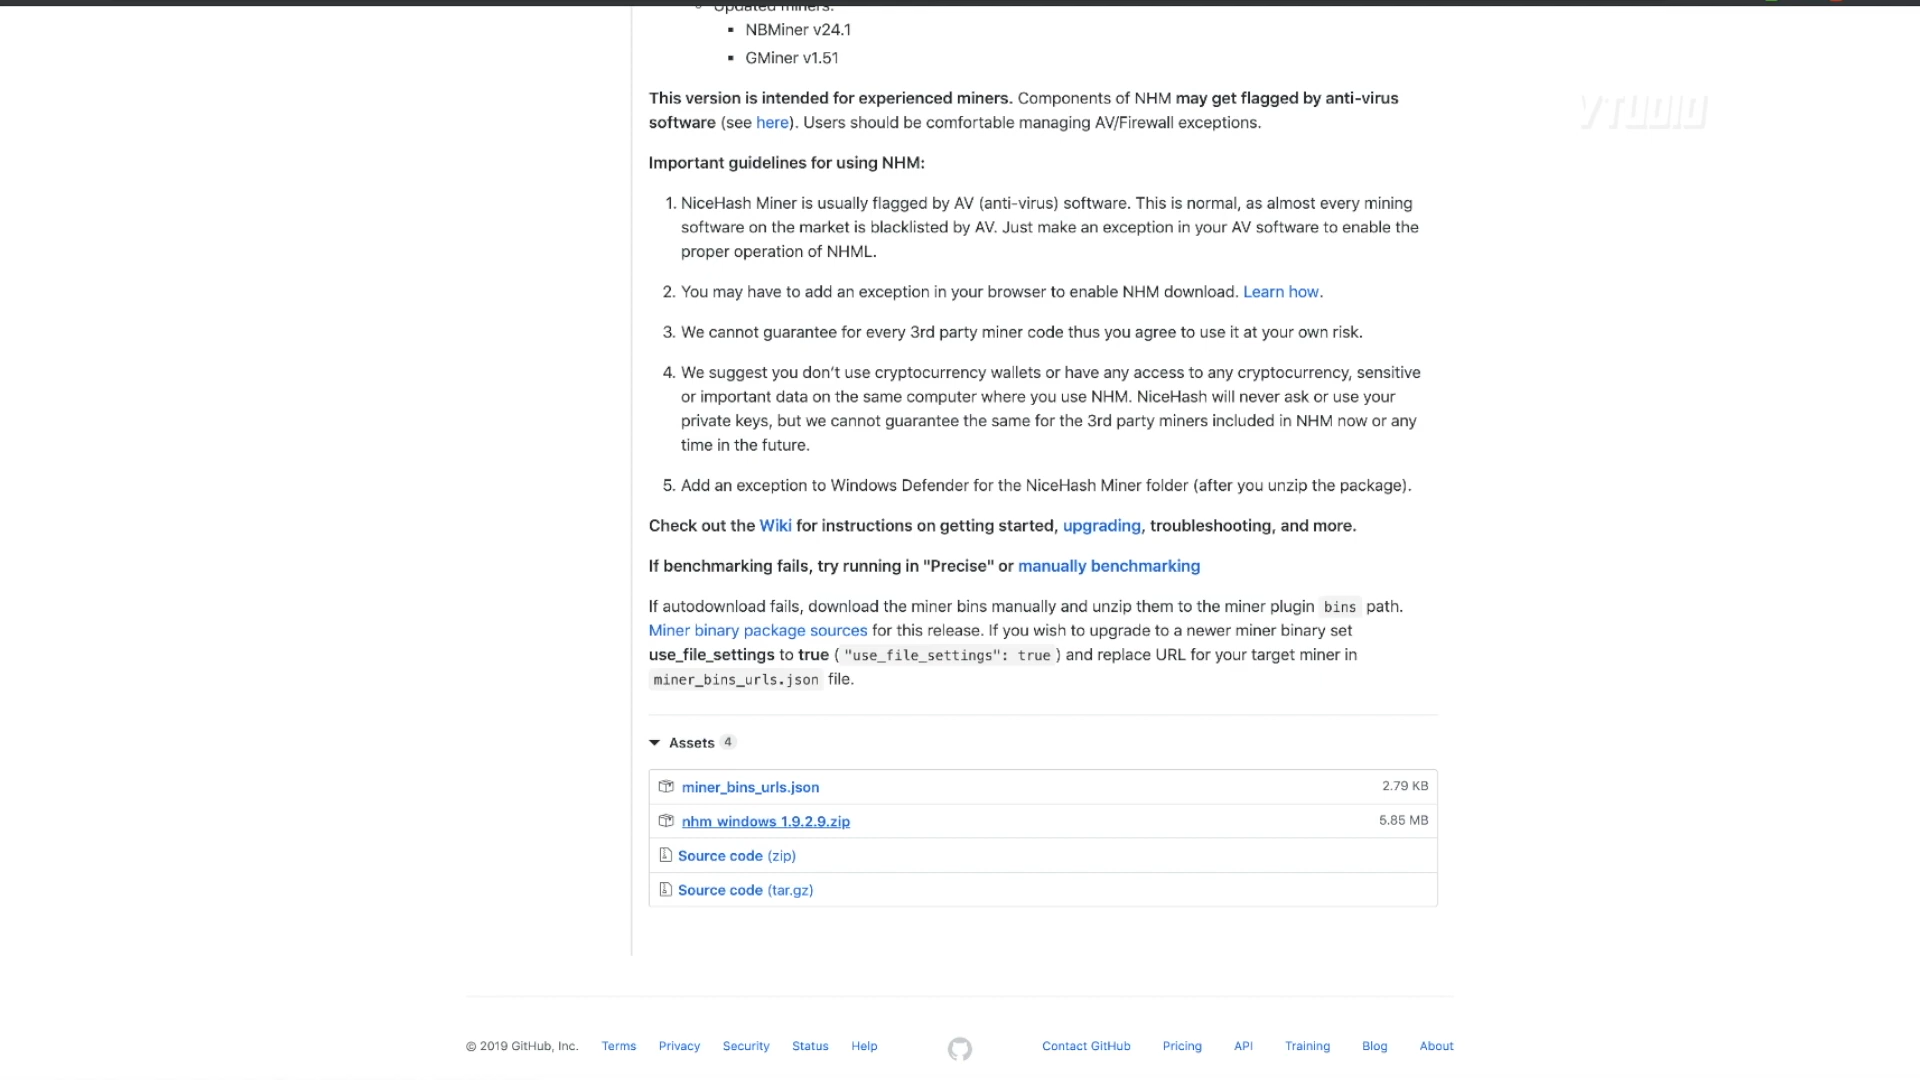 Updated miners:
▪ NBMiner v24.1
▪ GMiner v1.51
This version is intended for experienced miners. Components of NHM may get flagged by anti-virus
software (see here). Users should be comfortable managing AV/Firewall exceptions.
Important guidelines for using NHM:
1. NiceHash Miner is usually flagged by AV (anti-virus) software. This is normal, as almost every mining
software on the market is blacklisted by AV. Just make an exception in your AV software to enable the
proper operation of NHML.
2. You may have to add an exception in your browser to enable NHM download. Learn how.
3. We cannot guarantee for every 3rd party miner code thus you agree to use it at your own risk.
4. We suggest you don’t use cryptocurrency wallets or have any access to any cryptocurrency, sensitive
or important data on the same computer where you use NHM. NiceHash will never ask or use your
private keys, but we cannot guarantee the same for the 3rd party miners included in NHM now or any
time in the future.
5. Add an exception to Windows Defender for the NiceHash Miner folder (after you unzip the package).
Check out the Wiki for instructions on getting started, upgrading, troubleshooting, and more.
If benchmarking fails, try running in "Precise" or manually benchmarking
If autodownload fails, download the miner bins manually and unzip them to the miner plugin bins path.
Miner binary package sources for this release. If you wish to upgrade to a newer miner binary set
use_file_settings to true ( "use_file_settings": true ) and replace URL for your target miner in
miner_bins_urls.json file.
Assets 4
miner_bins_urls.json 2.79 KB
nhm_windows_1.9.2.9.zip 5.85 MB
Source code (zip)
Source code (tar.gz)
© 2019 GitHub, Inc. Terms Privacy Security Status Help Contact GitHub Pricing API Training Blog About
VTUDIO